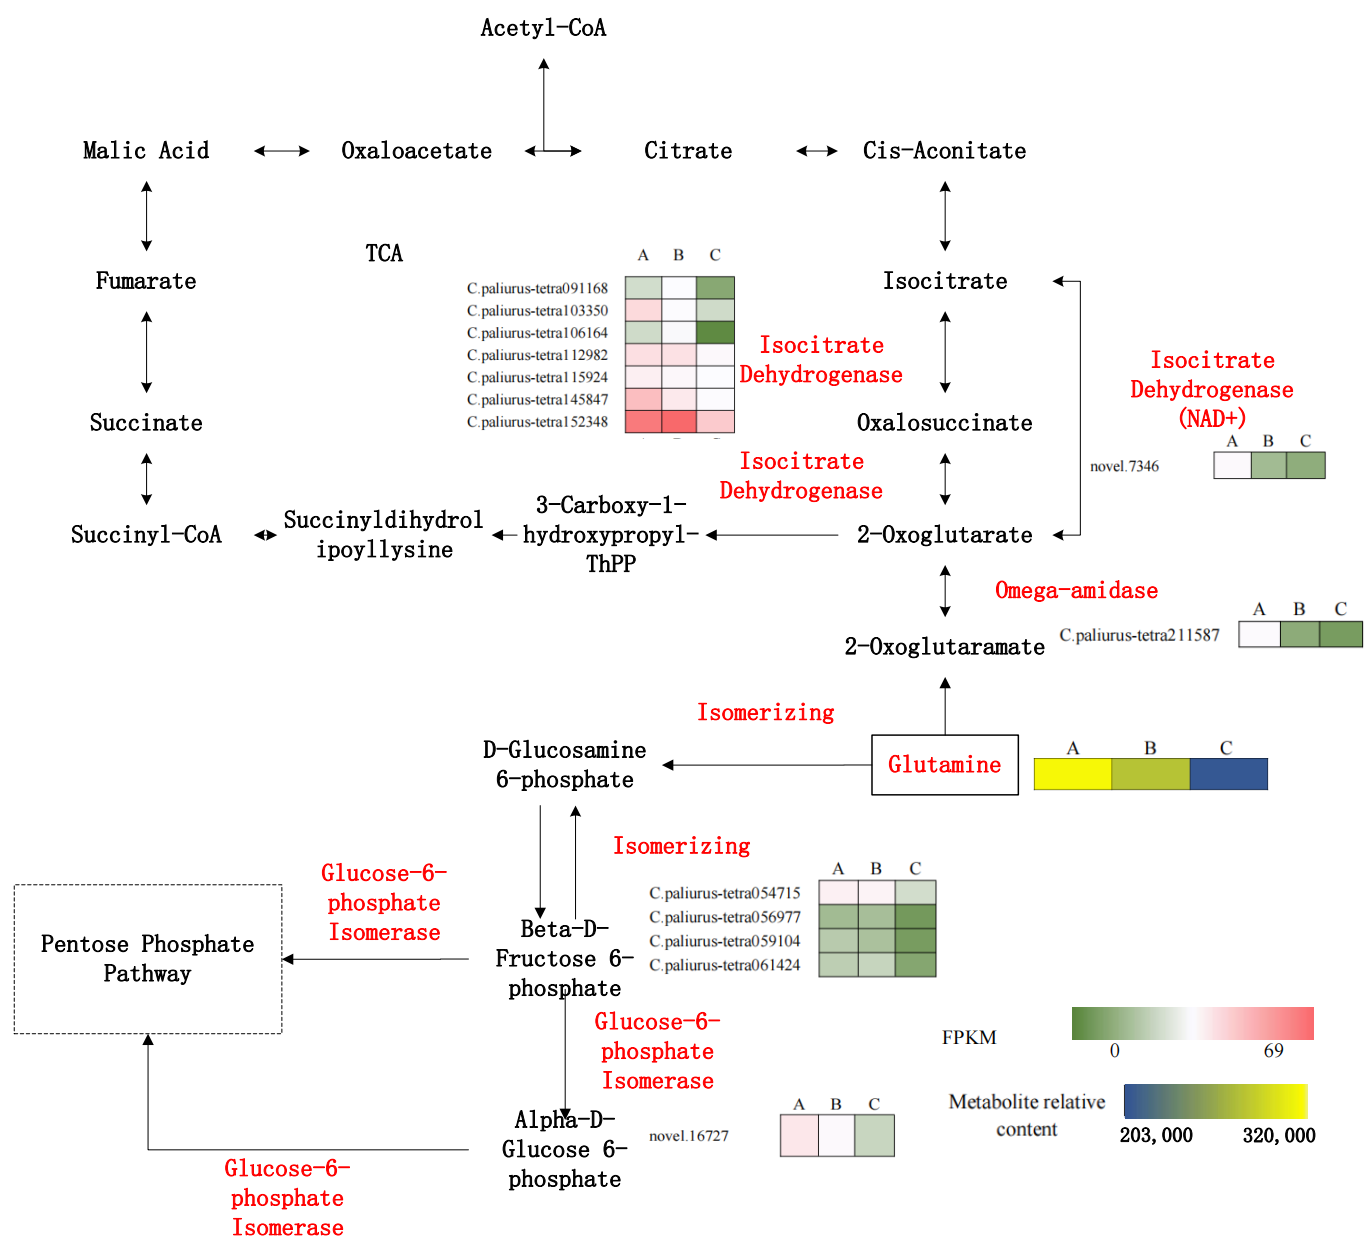 Acetyl-CoA
Malic Acid
Oxaloacetate
Citrate
Cis-Aconitate
TCA
A B C
Fumarate
Isocitrate
C.paliurus-tetra091168
C.paliurus-tetra103350
C.paliurus-tetra106164
C.paliurus-tetra112982
C.paliurus-tetra115924
C.paliurus-tetra145847
C.paliurus-tetra152348
Isocitrate
Dehydrogenase
Isocitrate
Dehydrogenase
(NAD+)
A B C
novel.7346
Succinate
Oxalosuccinate
Isocitrate
Dehydrogenase
Succinyl-CoA
Succinyldihydrol
ipoyllysine
3-Carboxy-1-
hydroxypropyl-
ThPP
2-Oxoglutarate
Omega-amidase
A B C
C.paliurus-tetra211587
2-Oxoglutaramate
Isomerizing
D-Glucosamine
6-phosphate
Glutamine
A B C
Isomerizing
A B C
C.paliurus-tetra054715
C.paliurus-tetra056977
C.paliurus-tetra059104
C.paliurus-tetra061424
Glucose-6-
phosphate
Isomerase
Pentose Phosphate
Pathway
Beta-D-
Fructose 6-
phosphate
Glucose-6-
phosphate
Isomerase
FPKM
0 69
Metabolite relative
content
203,000 320,000
A B C
novel.16727
Alpha-D-
Glucose 6-
phosphate
Glucose-6-
phosphate
Isomerase